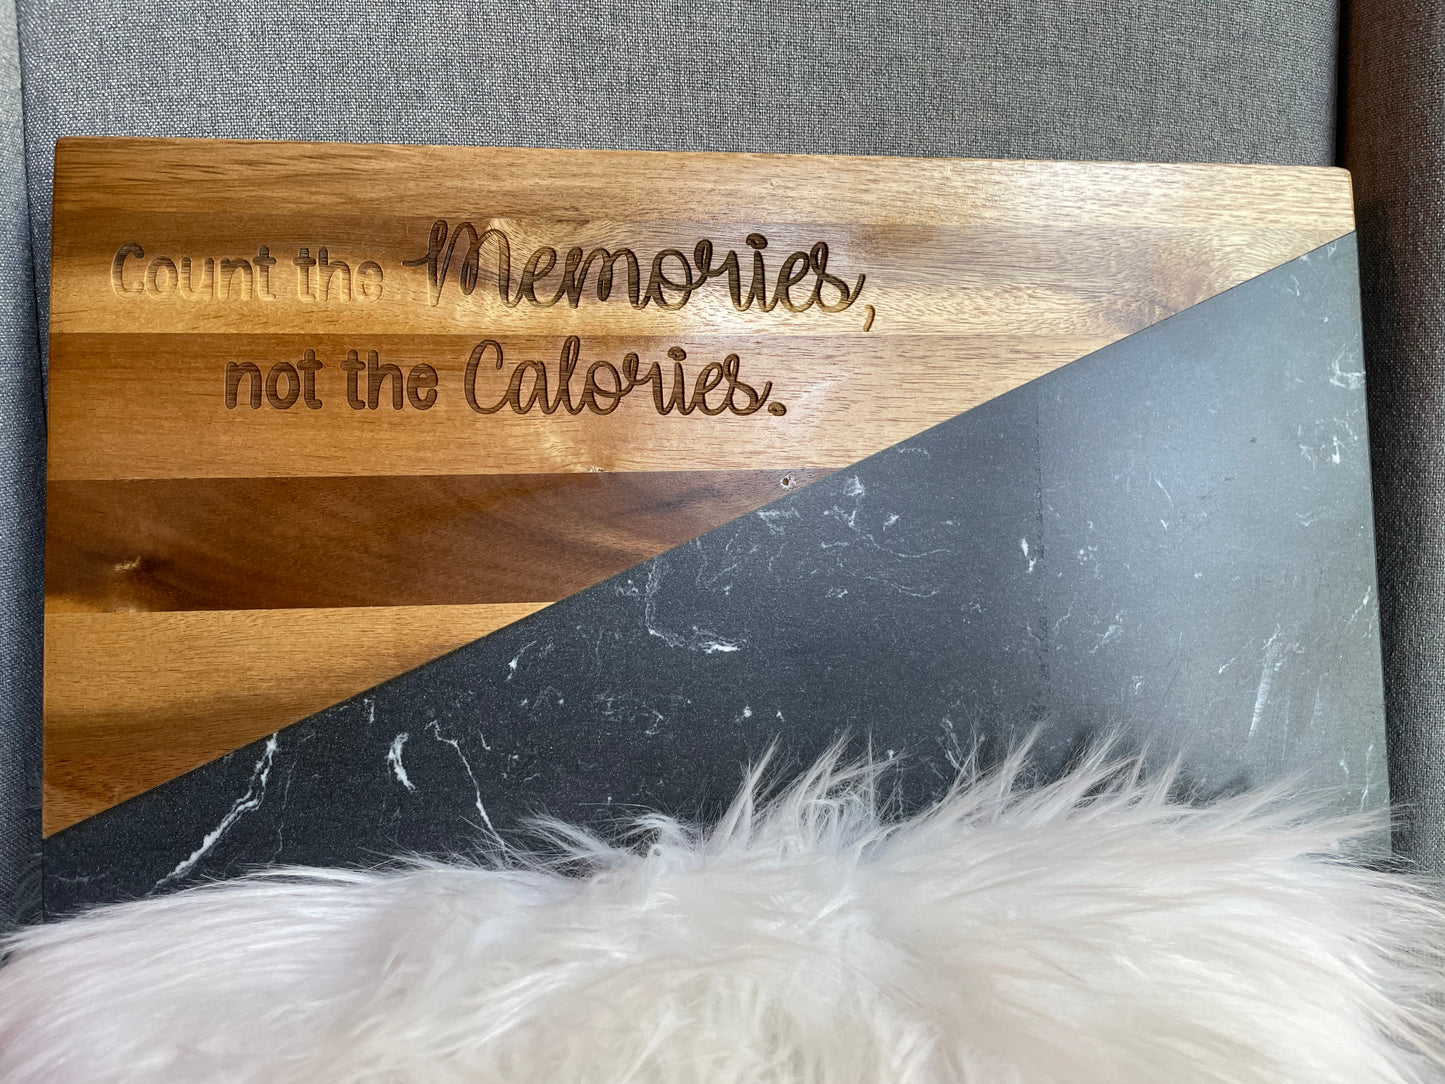 Count the Memories,
not the Calories.